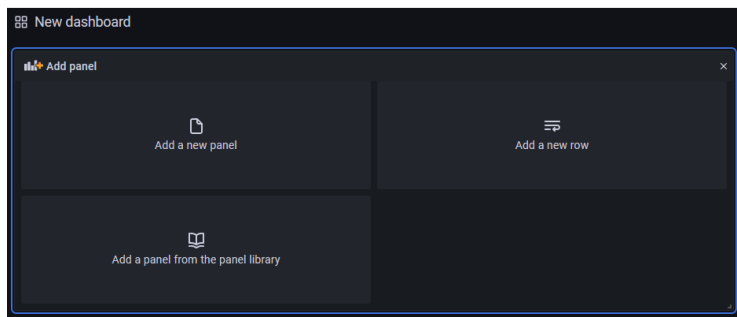 New dashboard
Add panel
Add a new panel
Add a new row
Add a panel from the panel library